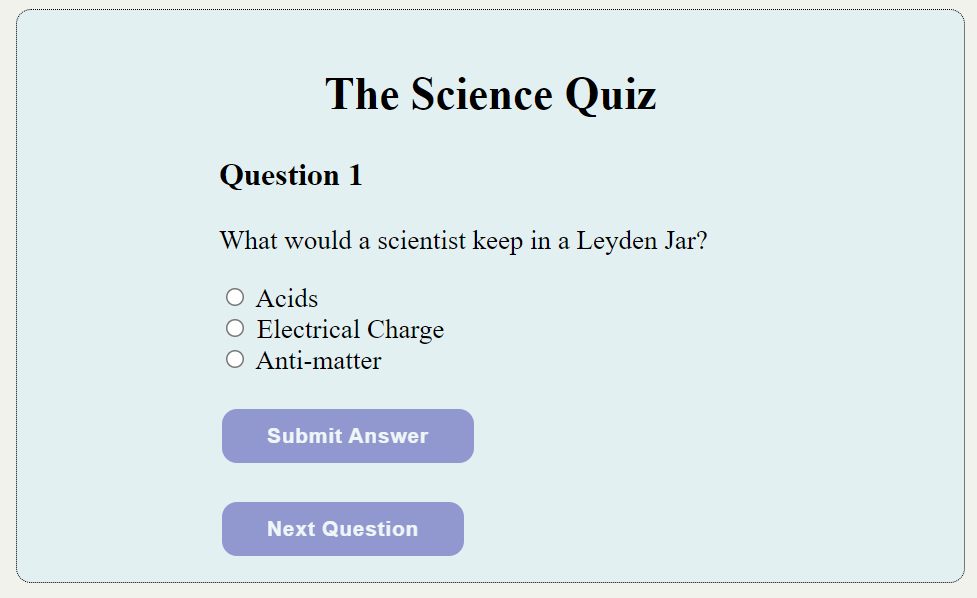 The Science Quiz
Question 1
What would a scientist keep in a Leyden Jar?
Acids
Electrical Charge
Anti-matter
Submit Answer
Next Question